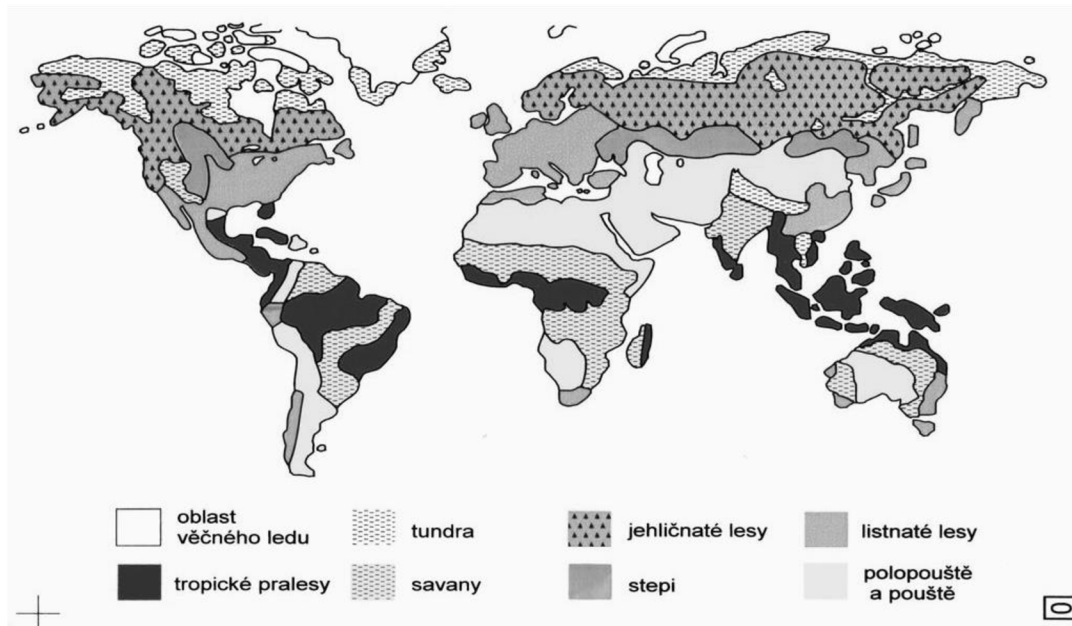 oblast
věčného ledu
tundra
jehličnaté lesy
listnaté lesy
tropické pralesy
savany
stepi
polopouště
a pouště